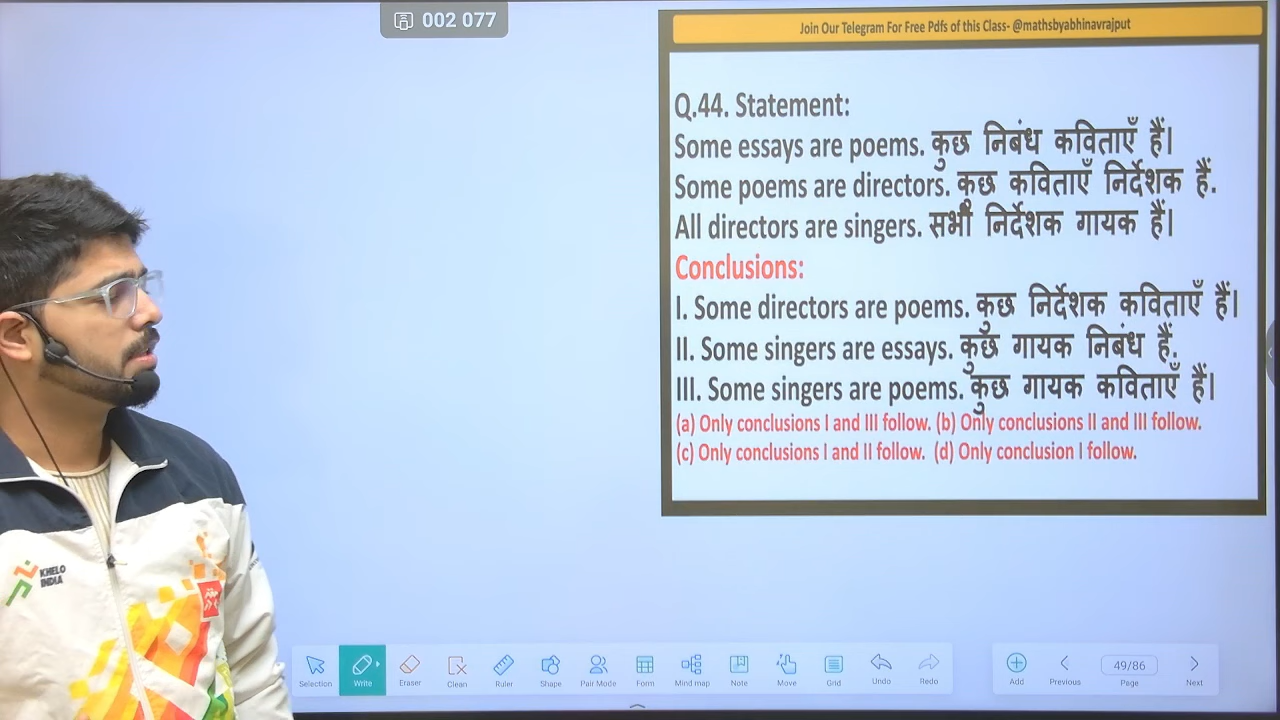 002 077
Join Our Telegram For Free Pdfs of this Class- @mathsbyabhinavrajput
Q.44. Statement:
Some essays are poems. कुछ निबंध कविताएँ हैं।
Some poems are directors. कुछ कविताएँ निर्देशक हैं.
All directors are singers. सभी निर्देशक गायक हैं।
Conclusions:
I. Some directors are poems. कुछ निर्देशक कविताएँ हैं।
II. Some singers are essays. कुछ गायक निबंध हैं.
III. Some singers are poems. कुछ गायक कविताएँ हैं।
(a) Only conclusions I and III follow. (b) Only conclusions II and III follow.
(c) Only conclusions I and II follow. (d) Only conclusion I follow.
KHELO
INDIA
Selection Write Eraser Clean Ruler Shape Pair Mode Form Mind map Note Move Grid Undo Redo Add Previous 49/86 Page Next